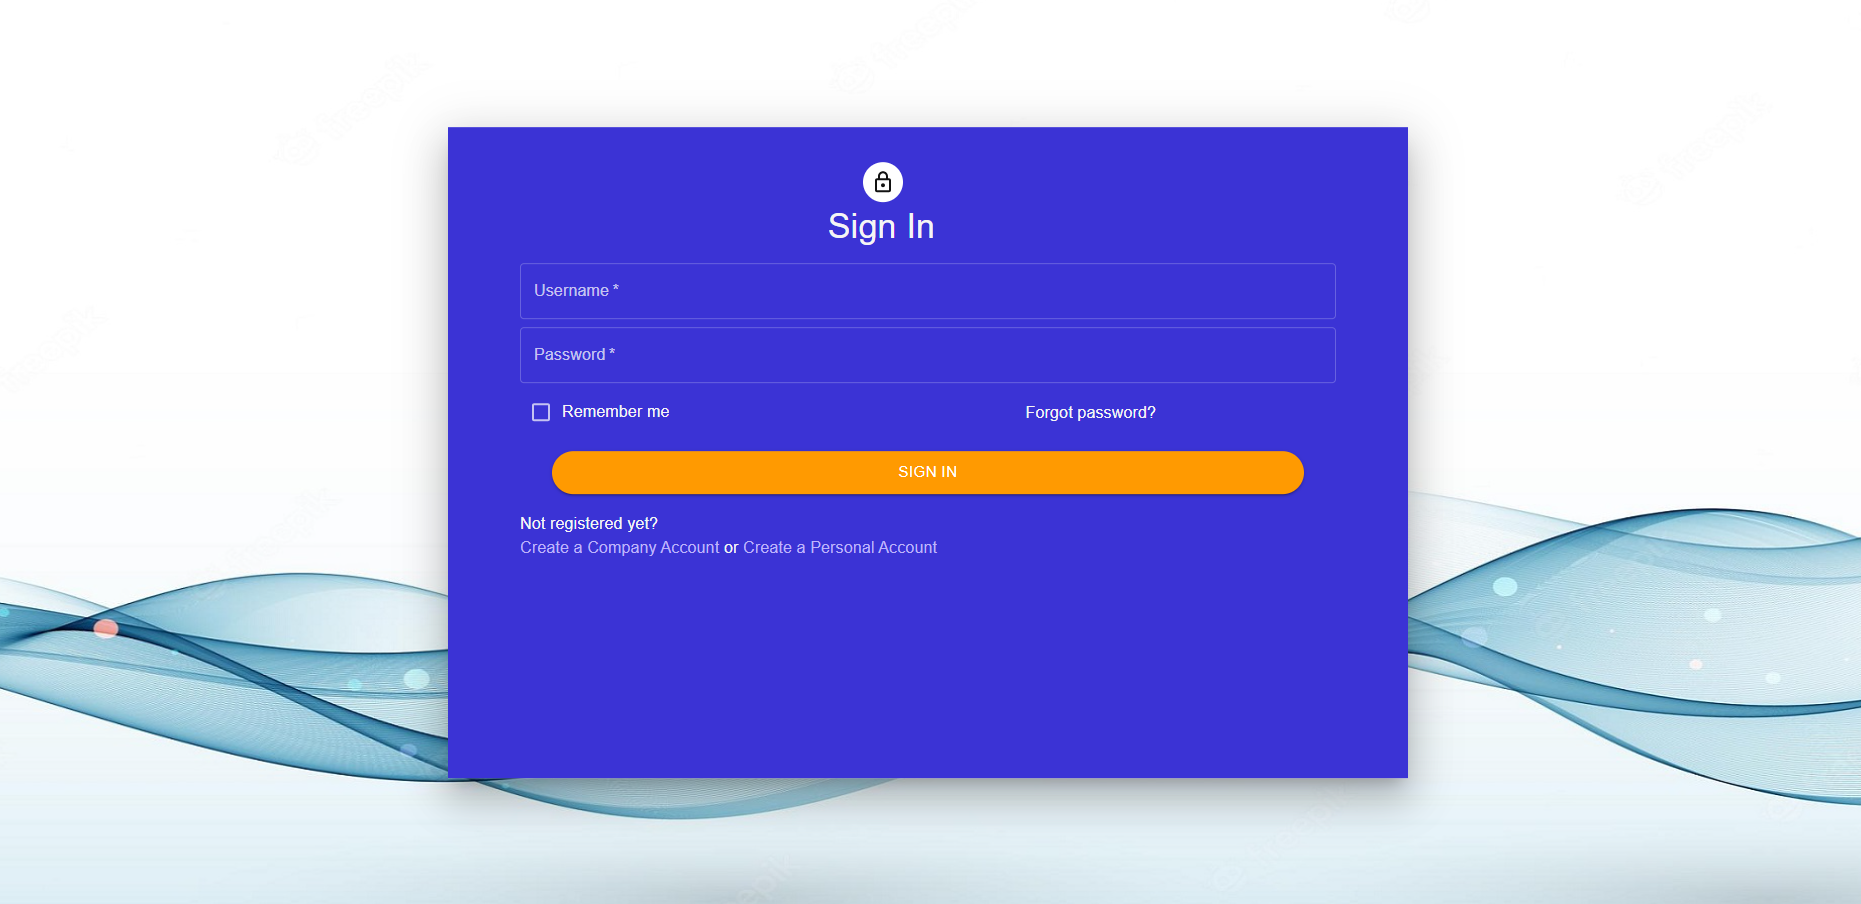 Sign In
Username *
Password *
Remember me
Forgot password?
SIGN IN
Not registered yet?
Create a Company Account or Create a Personal Account